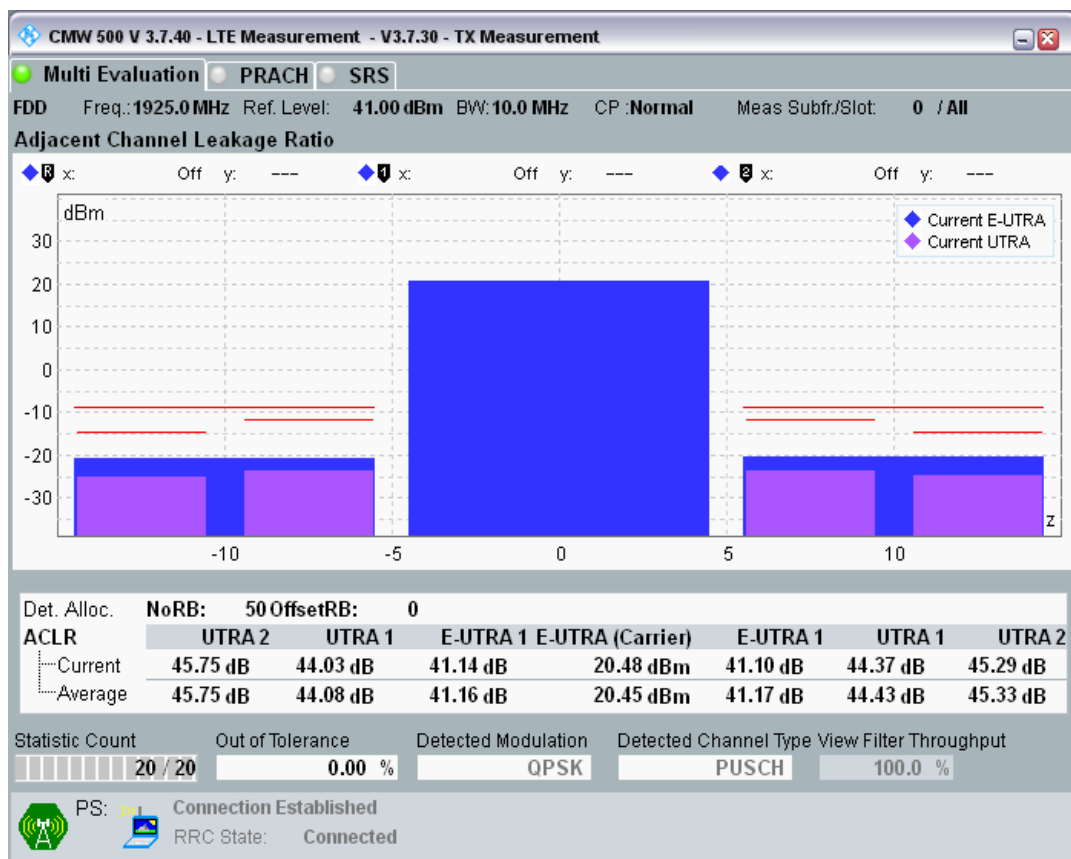 CMW 500 V 3.7.40 - LTE Measurement - V3.7.30 - TX Measurement
Multi Evaluation PRACH SRS
FDD Freq.: 1925.0 MHz Ref. Level: 41.00 dBm BW: 10.0 MHz CP :Normal Meas Subfr./Slot: 0 / All
Adjacent Channel Leakage Ratio
R x: Off y: --- 1 x: Off y: --- 2 x: Off y: ---
dBm
Current E-UTRA
Current UTRA
30
20
10
0
-10
-20
-30
z
-10 -5 0 5 10
Det. Alloc. NoRB: 50 OffsetRB: 0
ACLR UTRA 2 UTRA 1 E-UTRA 1 E-UTRA (Carrier) E-UTRA 1 UTRA 1 UTRA 2
Current 45.75 dB 44.03 dB 41.14 dB 20.48 dBm 41.10 dB 44.37 dB 45.29 dB
Average 45.75 dB 44.08 dB 41.16 dB 20.45 dBm 41.17 dB 44.43 dB 45.33 dB
Statistic Count Out of Tolerance Detected Modulation Detected Channel Type View Filter Throughput
20 / 20 0.00 % QPSK PUSCH 100.0 %
PS: Connection Established
RRC State: Connected